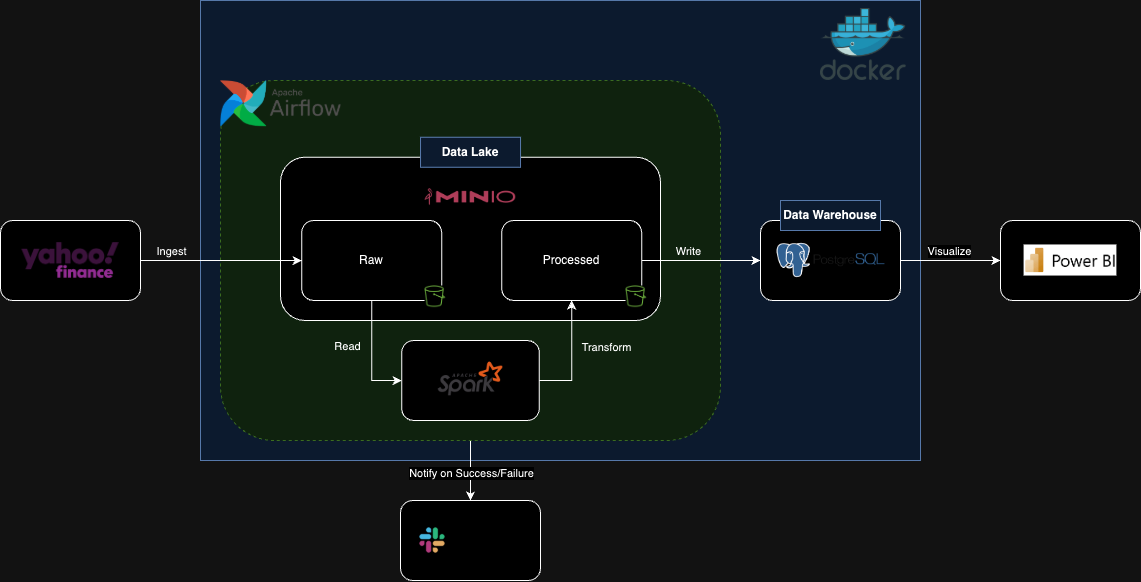 docker
Apache
Airflow
Data Lake
MINIO
Data Warehouse
yahoo!
finance
Ingest
Raw
Processed
Write
PostgreSQL
Visualize
Power BI
Read
Transform
APACHE
Spark
Notify on Success/Failure